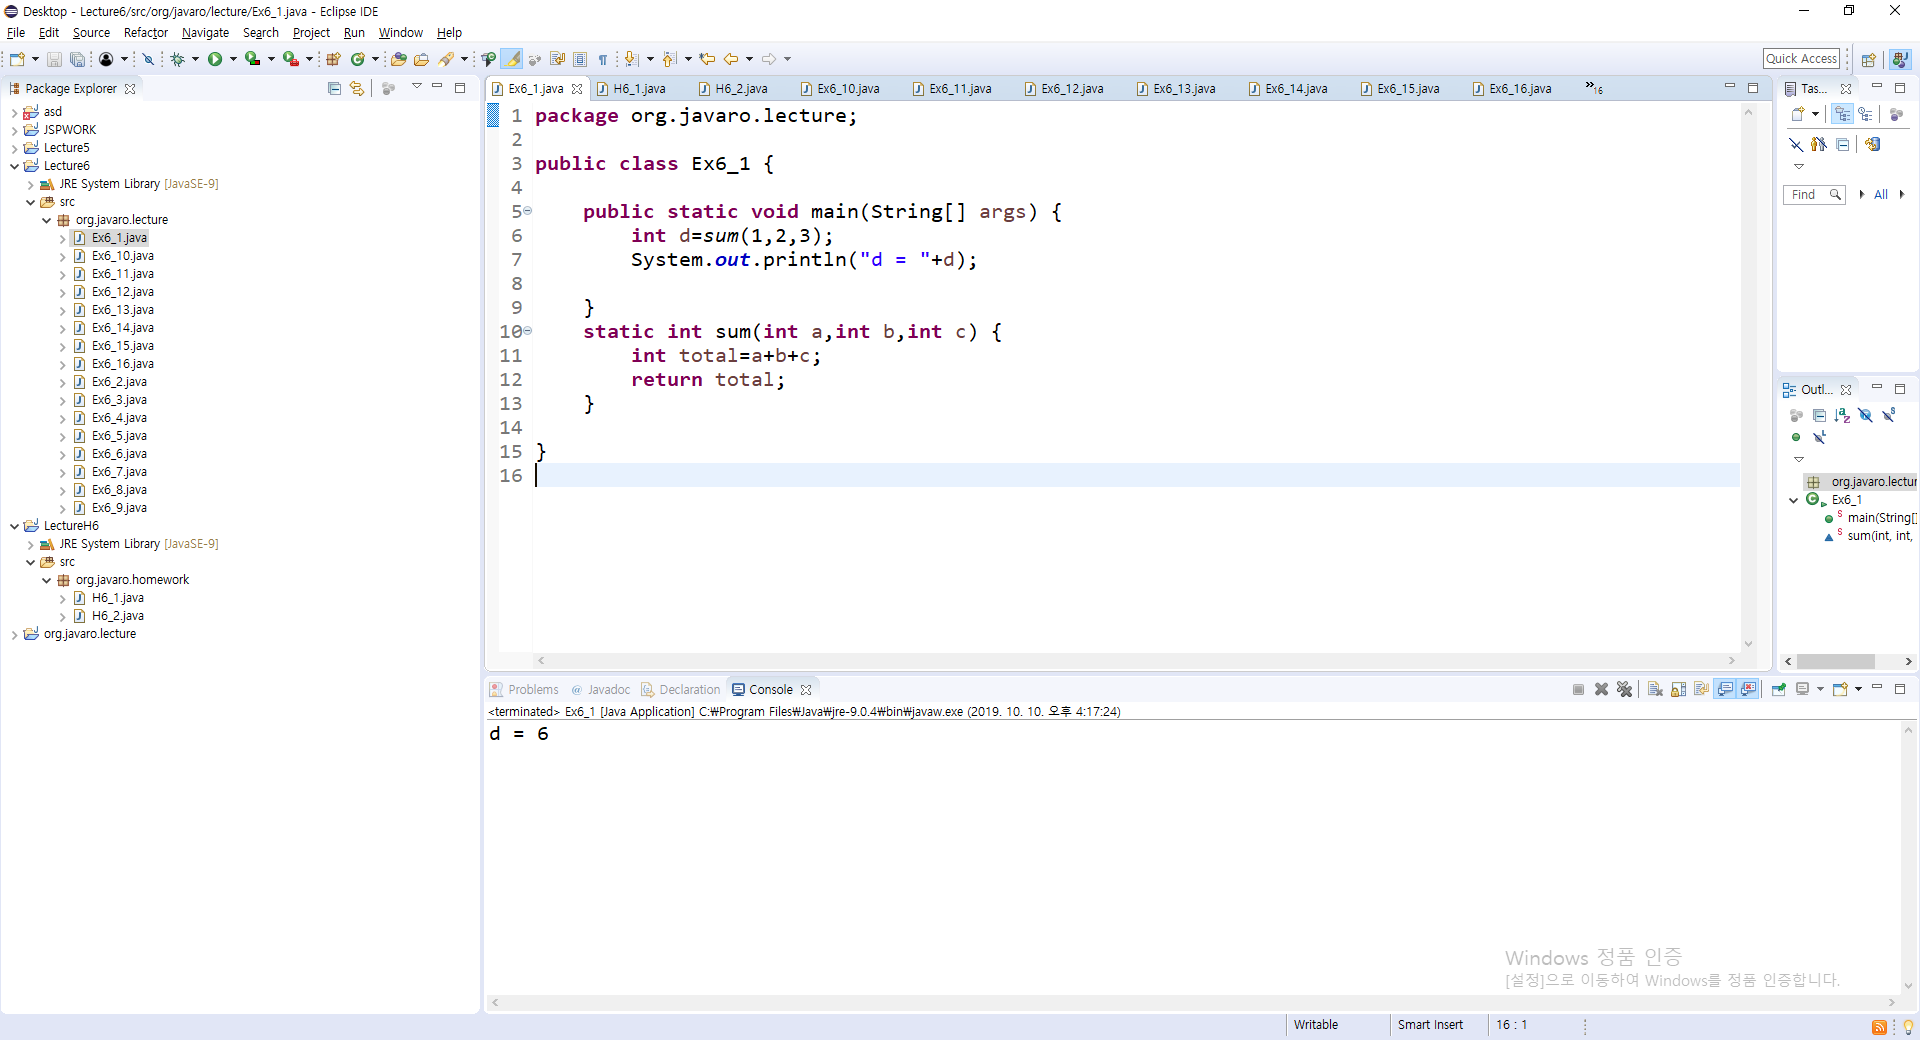 Desktop - Lecture6/src/org/javaro/lecture/Ex6_1.java - Eclipse IDE
File Edit Source Refactor Navigate Search Project Run Window Help
Quick Access
Package Explorer
asd
JSPWORK
Lecture5
Lecture6
JRE System Library [JavaSE-9]
src
org.javaro.lecture
Ex6_1.java
Ex6_10.java
Ex6_11.java
Ex6_12.java
Ex6_13.java
Ex6_14.java
Ex6_15.java
Ex6_16.java
Ex6_2.java
Ex6_3.java
Ex6_4.java
Ex6_5.java
Ex6_6.java
Ex6_7.java
Ex6_8.java
Ex6_9.java
LectureH6
JRE System Library [JavaSE-9]
src
org.javaro.homework
H6_1.java
H6_2.java
org.javaro.lecture
Ex6_1.java H6_1.java H6_2.java Ex6_10.java Ex6_11.java Ex6_12.java Ex6_13.java Ex6_14.java Ex6_15.java Ex6_16.java »16
1 package org.javaro.lecture;
2
3 public class Ex6_1 {
4
5 public static void main(String[] args) {
6 int d=sum(1,2,3);
7 System.out.println("d = "+d);
8
9 }
10 static int sum(int a,int b,int c) {
11 int total=a+b+c;
12 return total;
13 }
14
15 }
16
Tas...
Find All
Outl...
org.javaro.lectur
Ex6_1
main(String[]
sum(int, int,
Problems Javadoc Declaration Console
<terminated> Ex6_1 [Java Application] C:₩Program Files₩Java₩jre-9.0.4₩bin₩javaw.exe (2019. 10. 10. 오후 4:17:24)
d = 6
Windows 정품 인증
[설정]으로 이동하여 Windows를 정품 인증합니다.
Writable Smart Insert 16 : 1